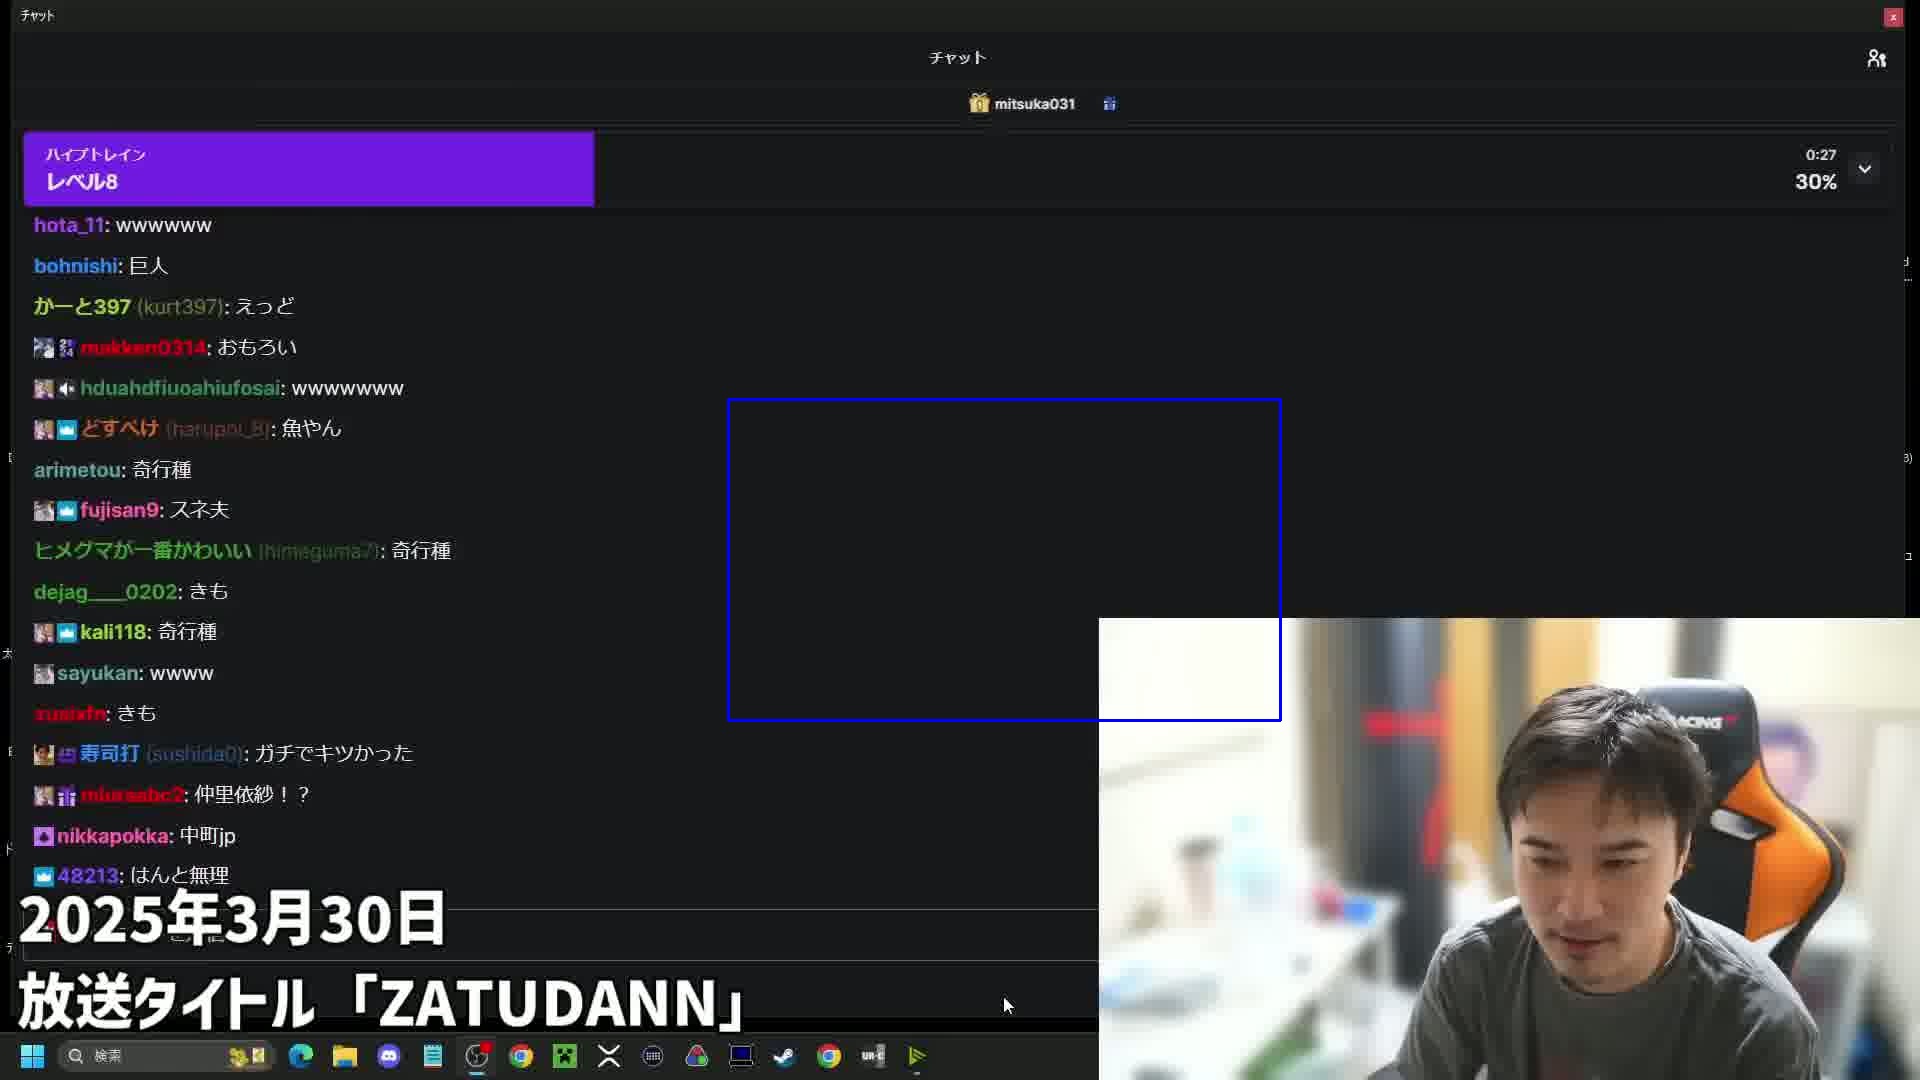 チャット
チャット
mitsuka031
ハイプトレイン
0:27
レベル8
30%
hota_11: wwwwww
bohnishi: 巨人
かーと397 (kurt397): えっど
makken0314: おもろい
hduahdfiuoahiufosai: wwwwwww
どすべけ (harupoi_8): 魚やん
arimetou: 奇行種
fujisan9: スネ夫
ヒメグマが一番かわいい (himeguma7): 奇行種
dejag___0202: きも
kali118: 奇行種
sayukan: wwww
: きも
寿司打 (sushida0): ガチでキツかった
miuraabc2: 仲里依紗！？
nikkapokka: 中町jp
48213: はんと無理
2025年3月30日
放送タイトル「ZATUDANN」
検索
RACING